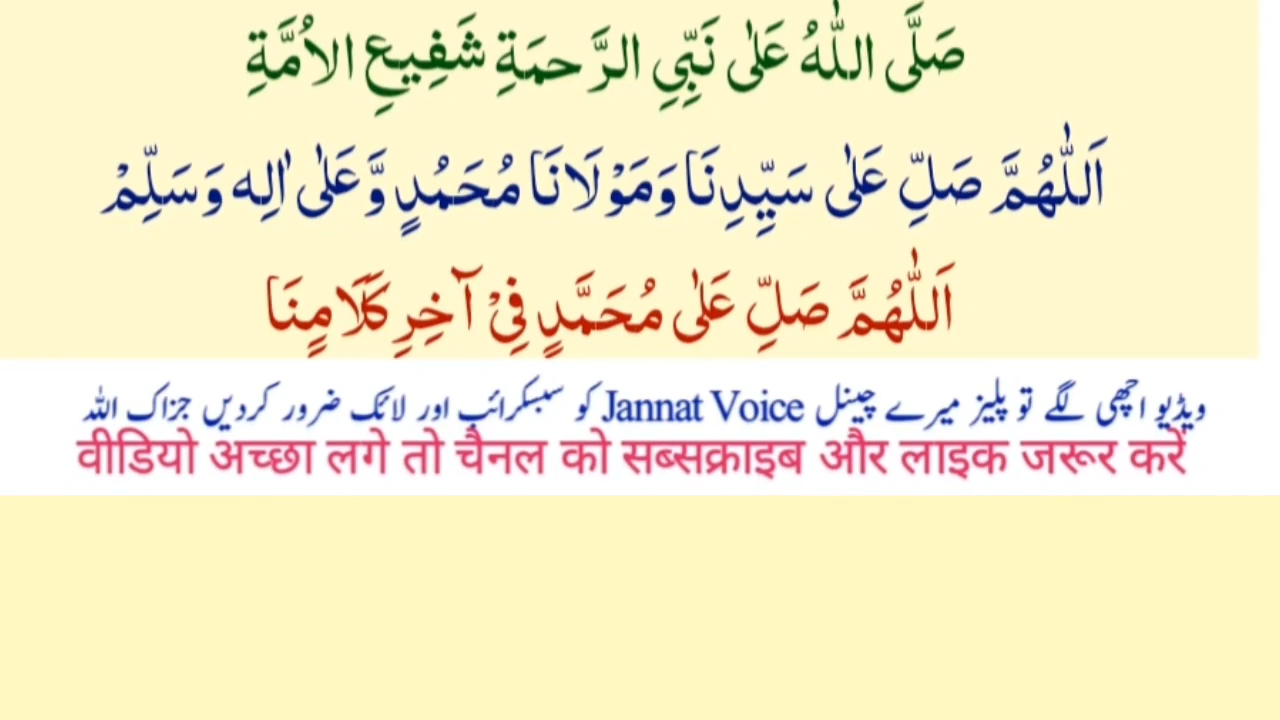 صَلَّی اللّٰهُ عَلٰی نَبِّیِ الرَّحمَةِ شَفِیعِ الاُمَّةِ
اَللّٰهُمَّ صَلِّ عَلٰی سَیِّدِنَا وَمَوْلَانَا مُحَمُدٍ وَّعَلٰی اٰلِہ وَسَلِّمْ
اَللّٰهُمَّ صَلِّ عَلٰی مُحَمَّدٍ فِیْ آخِرِ کَلَامِنَا
ویڈیو اچھی لگے تو پلیز میرے چینل Jannat Voice کو سبسکرائب اور لائک ضرور کردیں جزاک اللہ
वीडियो अच्छा लगे तो चैनल को सब्सक्राइब और लाइक जरूर करें